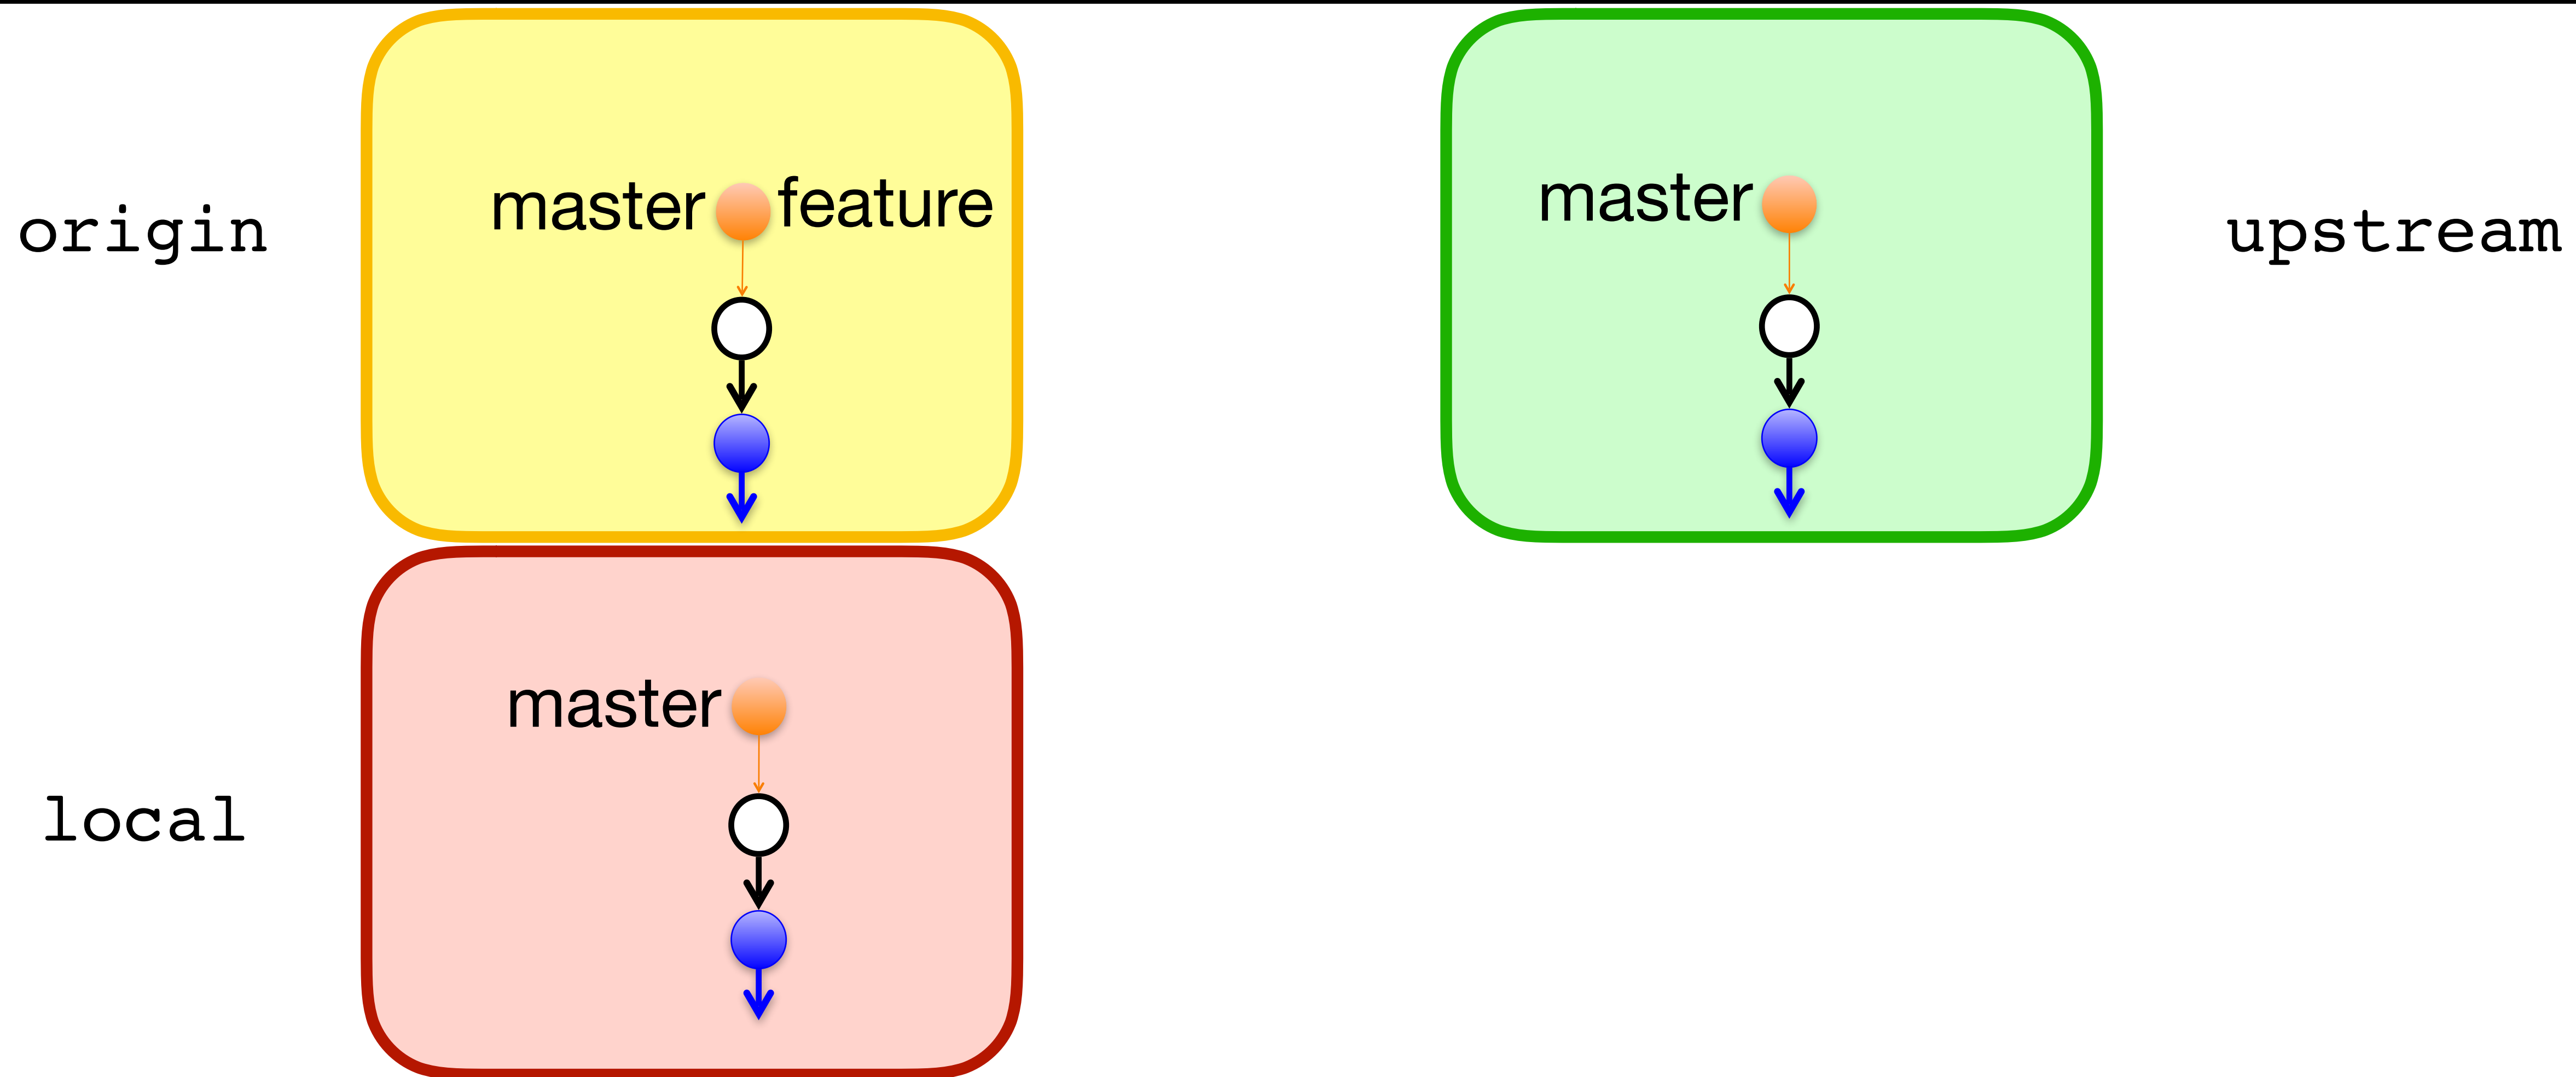 master feature
master
origin
upstream
master
local